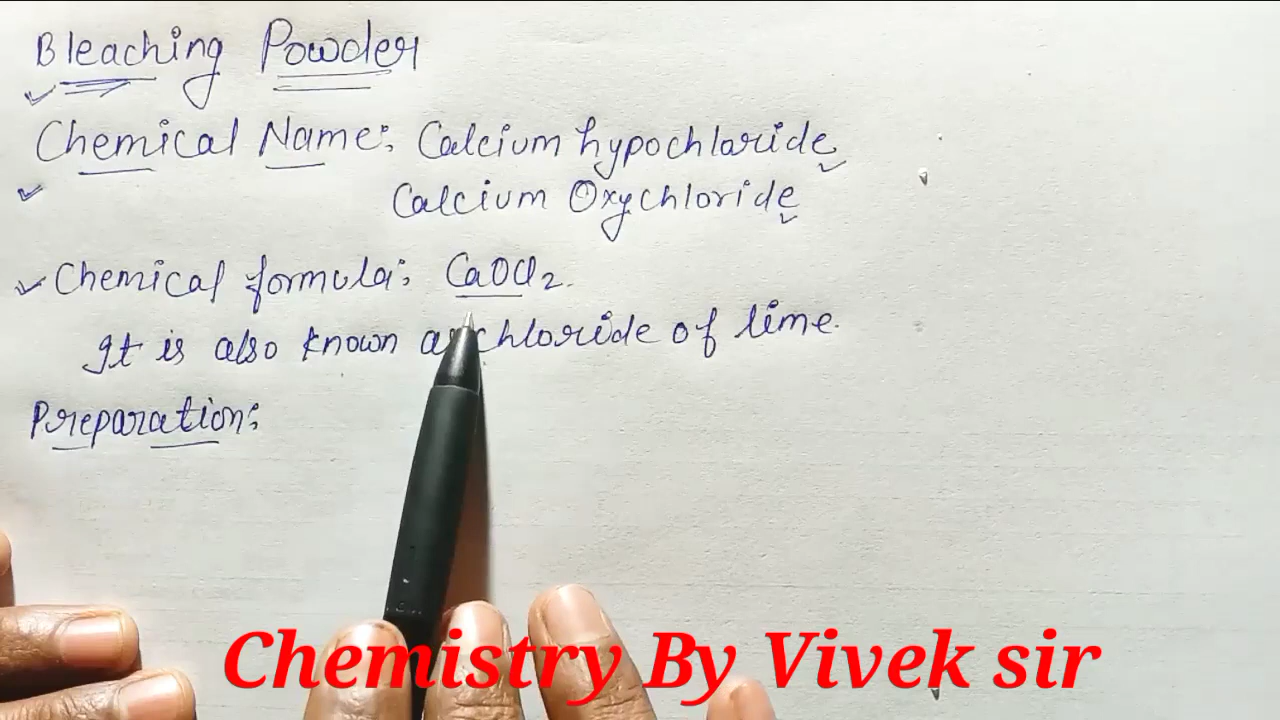 Bleaching Powder
Chemical Name: Calcium hypochlaride
Calcium Oxychloride
Chemical formula: CaOCl2.
It is also known as chloride of lime.
Preparation:
Chemistry By Vivek sir